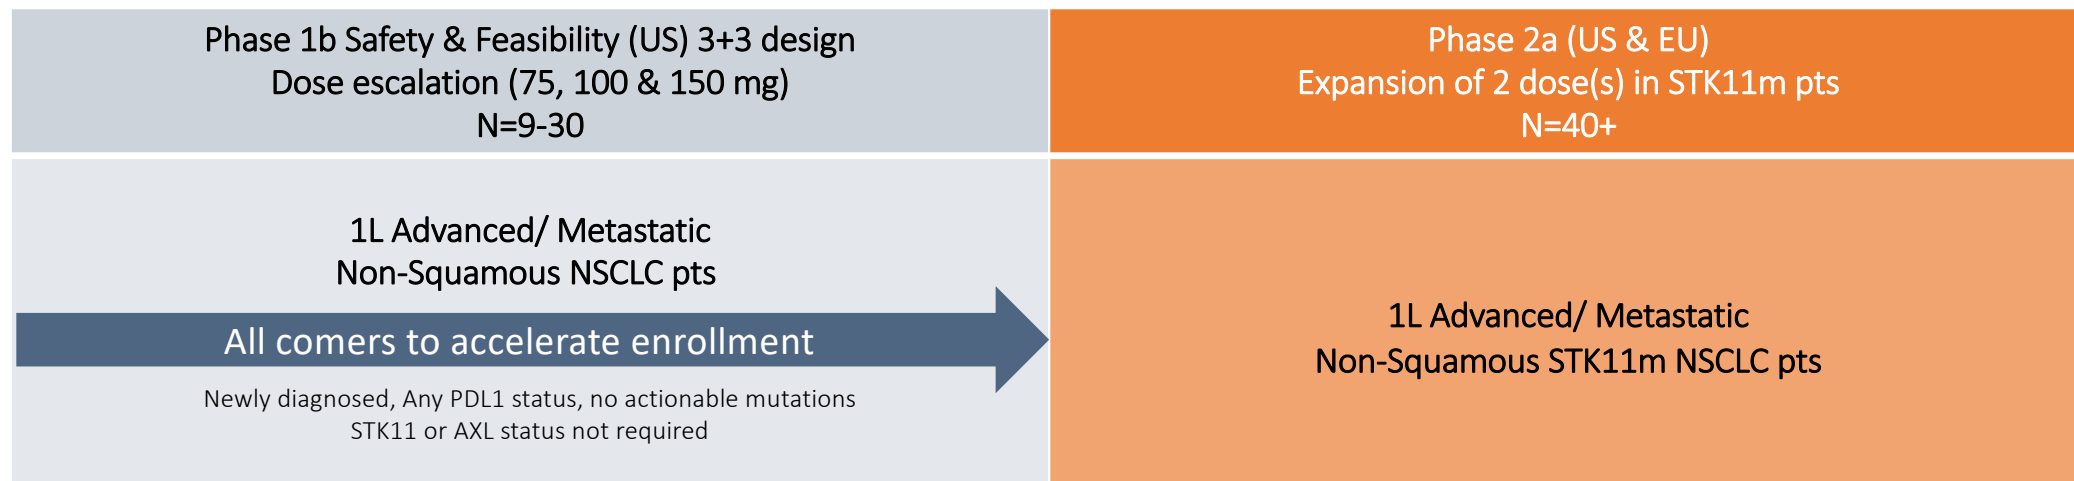 Phase 1b Safety & Feasibility (US) 3+3 design
Dose escalation (75, 100 & 150 mg)
N=9-30
Phase 2a (US & EU)
Expansion of 2 dose(s) in STK11m pts
N=40+
1L Advanced/ Metastatic
Non-Squamous NSCLC pts
All comers to accelerate enrollment
Newly diagnosed, Any PDL1 status, no actionable mutations
STK11 or AXL status not required
1L Advanced/ Metastatic
Non-Squamous STK11m NSCLC pts